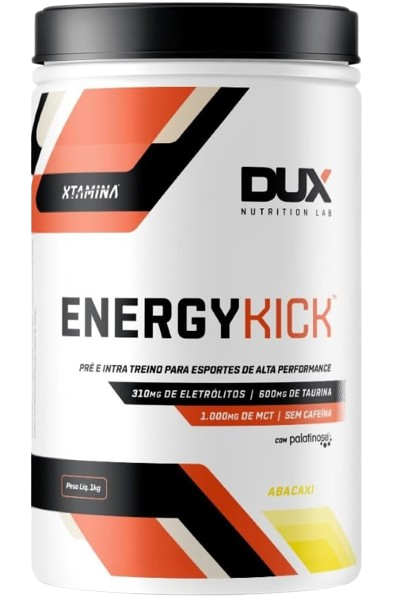 DUX
NUTRITION LAB
XTAMINA
ENERGYKICK™
PRÉ E INTRA TREINO PARA ESPORTES DE ALTA PERFORMANCE
310MG DE ELETRÓLITOS | 600MG DE TAURINA
1.000MG DE MCT | SEM CAFEÍNA
COM palatinose
Peso Líq. 1kg
ABACAXI